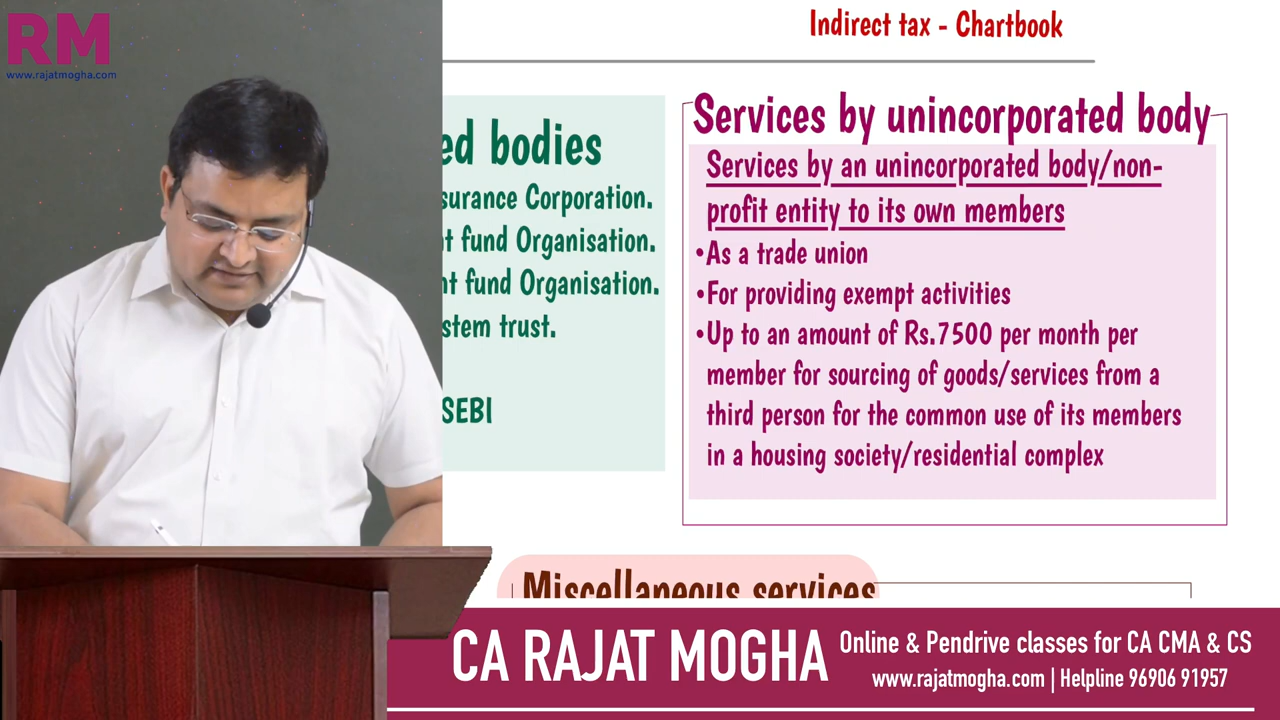 RM
www.rajatmogha.com
Indirect tax - Chartbook
ed bodies
surance Corporation.
t fund Organisation.
nt fund Organisation.
stem trust.
SEBI
Services by unincorporated body
Services by an unincorporated body/non-
profit entity to its own members
•As a trade union
•For providing exempt activities
•Up to an amount of Rs.7500 per month per
member for sourcing of goods/services from a
third person for the common use of its members
in a housing society/residential complex
Miscellaneous services
CA RAJAT MOGHA
Online & Pendrive classes for CA CMA & CS
www.rajatmogha.com | Helpline 96906 91957